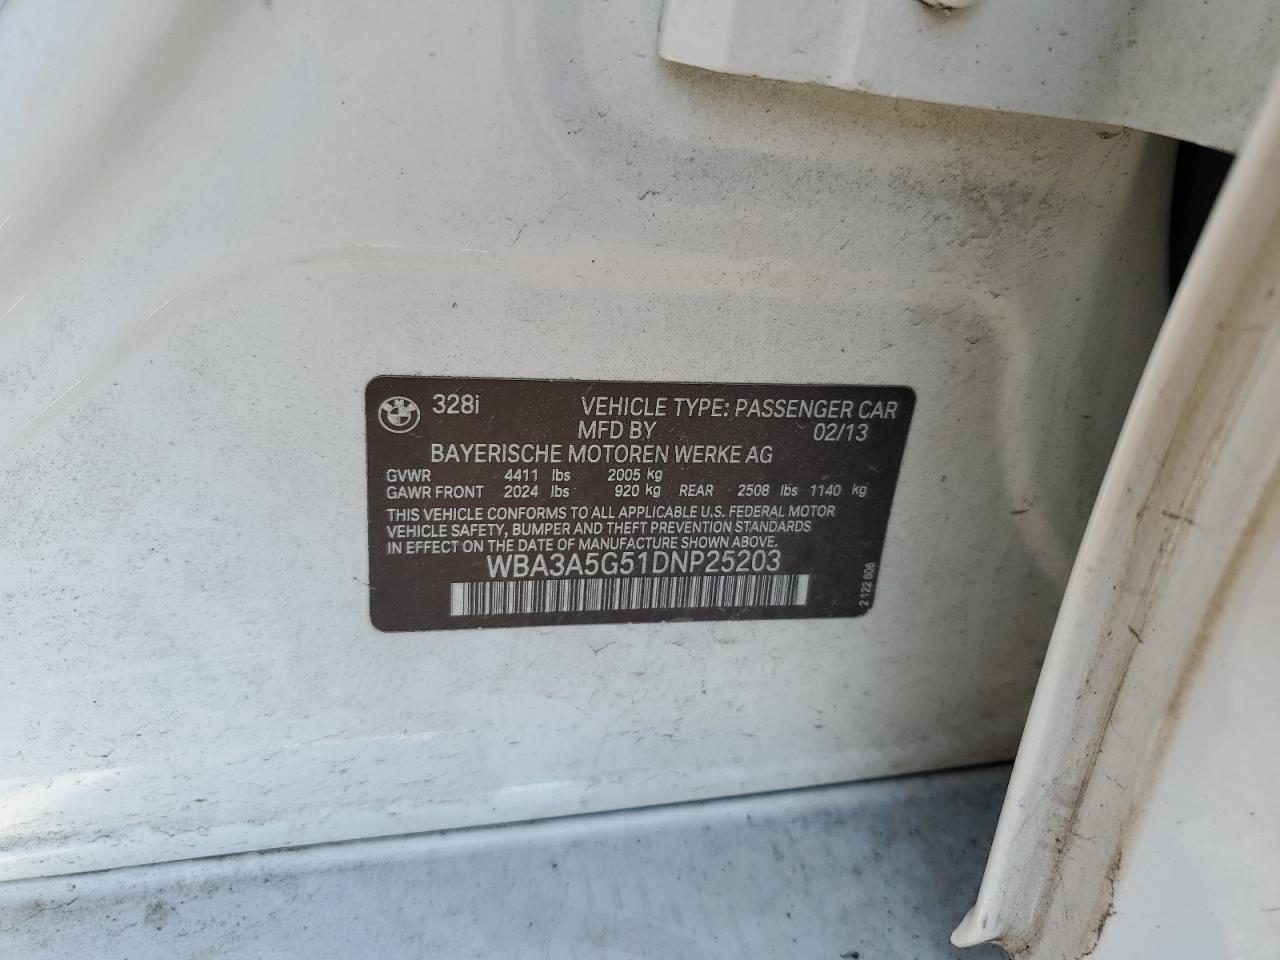 328i VEHICLE TYPE: PASSENGER CAR
MFD BY 02/13
BAYERISCHE MOTOREN WERKE AG
GVWR 4411 lbs 2005 kg
GAWR FRONT 2024 lbs 920 kg REAR 2508 lbs 1140 kg
THIS VEHICLE CONFORMS TO ALL APPLICABLE U.S. FEDERAL MOTOR
VEHICLE SAFETY, BUMPER AND THEFT PREVENTION STANDARDS
IN EFFECT ON THE DATE OF MANUFACTURE SHOWN ABOVE.
WBA3A5G51DNP25203
2 122 606